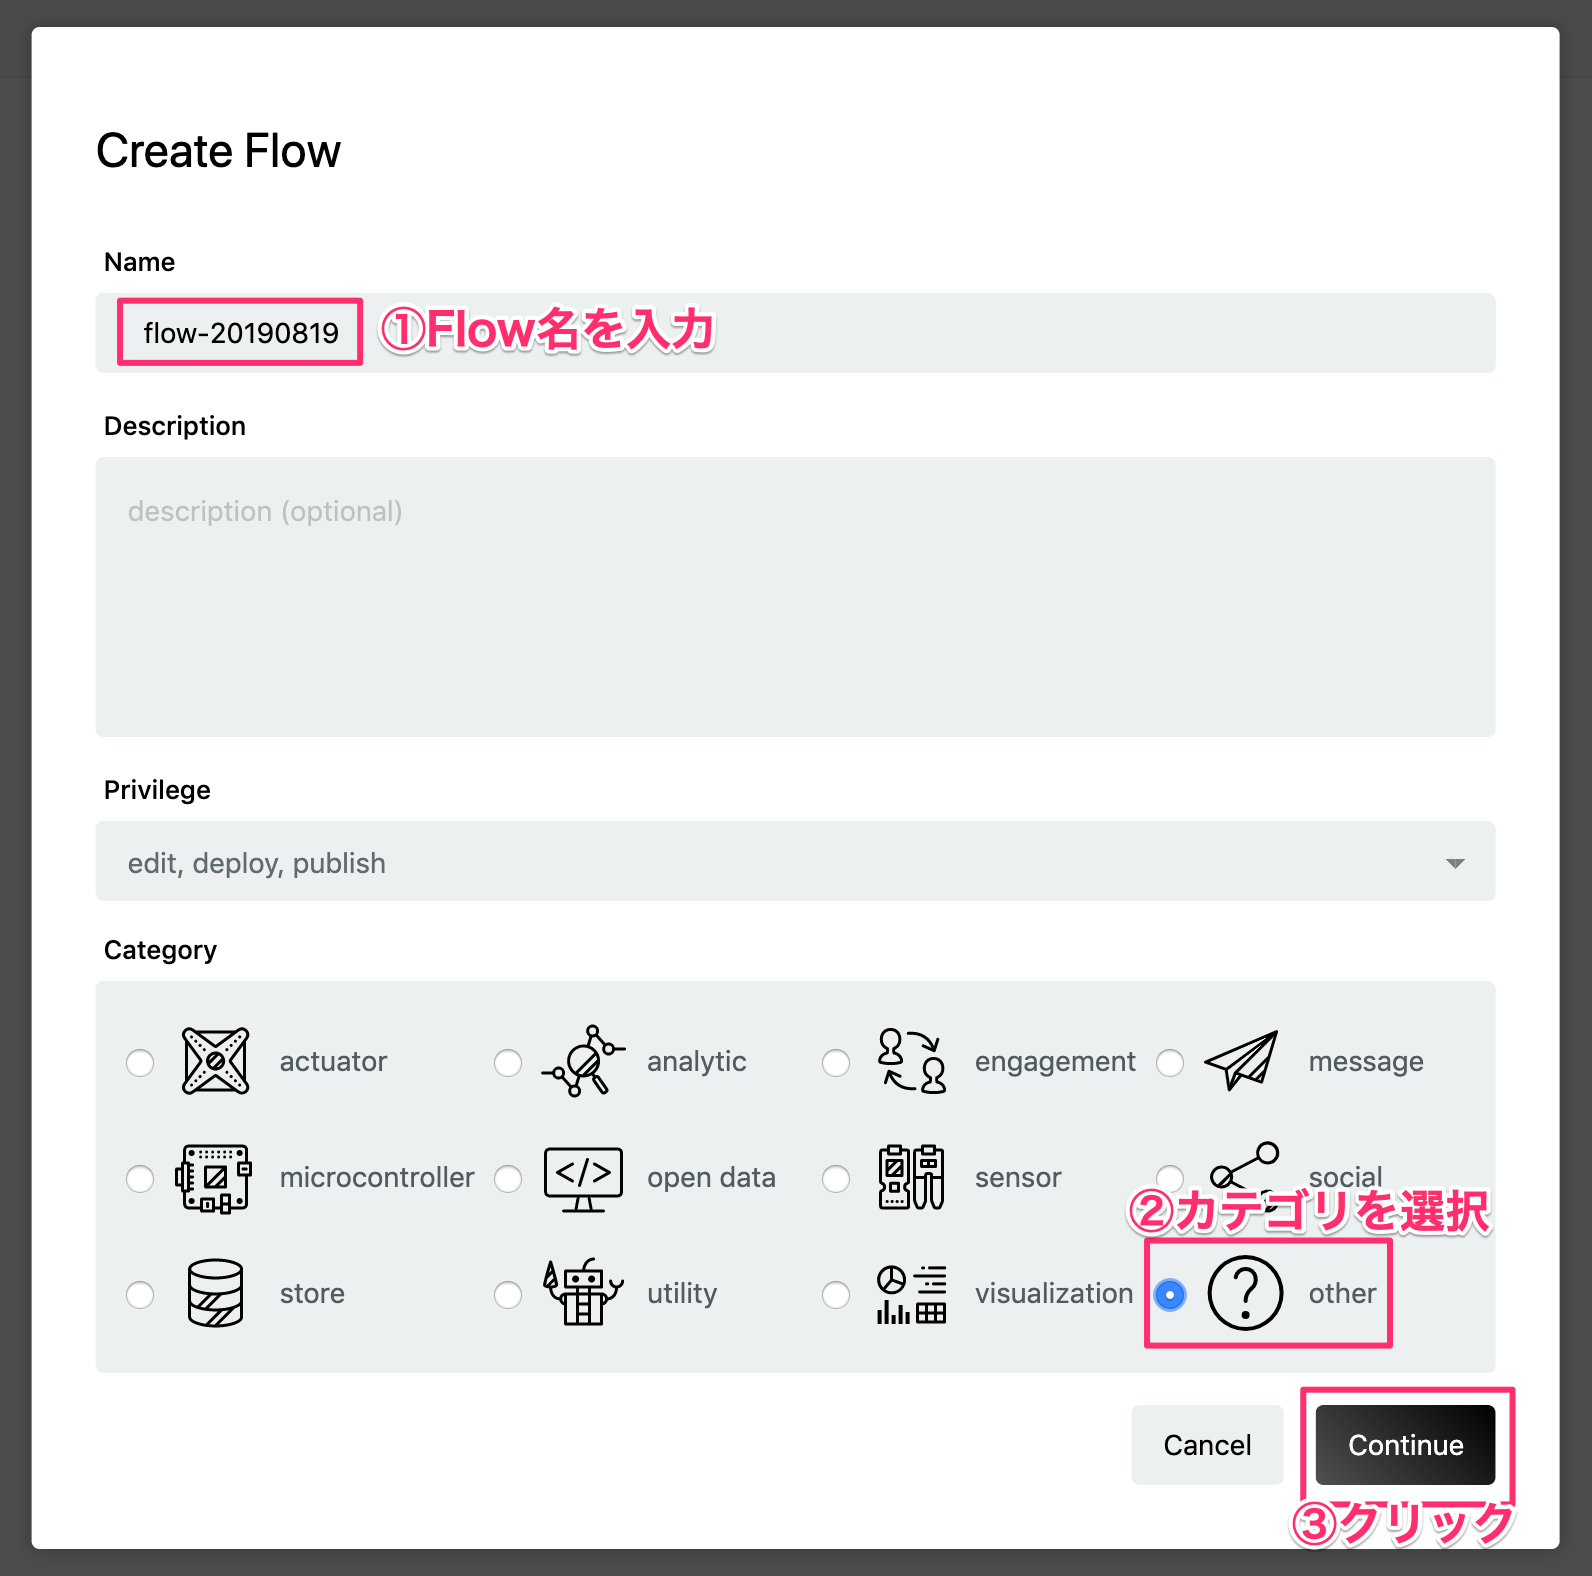 Create Flow
Name
flow-20190819 ①Flow名を入力
Description
description (optional)
Privilege
edit, deploy, publish
Category
actuator analytic engagement message
microcontroller open data sensor social
②カテゴリを選択
store utility visualization other
Cancel Continue
③クリック